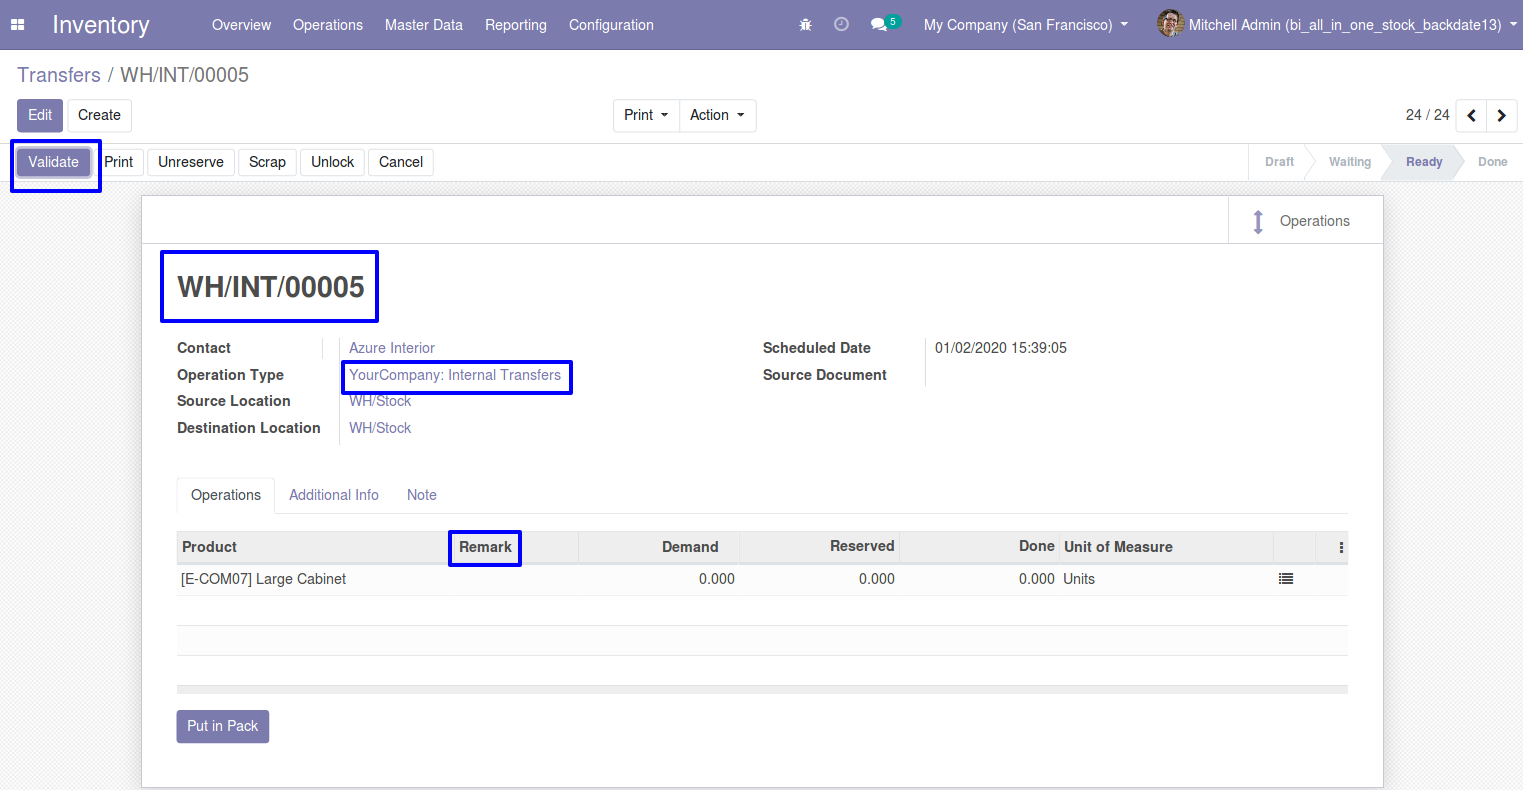 Inventory Overview Operations Master Data Reporting Configuration 5 My Company (San Francisco) Mitchell Admin (bi_all_in_one_stock_backdate13)
Transfers / WH/INT/00005
Edit Create Print Action 24 / 24
Validate Print Unreserve Scrap Unlock Cancel Draft Waiting Ready Done
Operations
WH/INT/00005
Contact Azure Interior Scheduled Date 01/02/2020 15:39:05
Operation Type YourCompany: Internal Transfers Source Document
Source Location WH/Stock
Destination Location WH/Stock
Operations Additional Info Note
Product Remark Demand Reserved Done Unit of Measure
[E-COM07] Large Cabinet 0.000 0.000 0.000 Units
Put in Pack